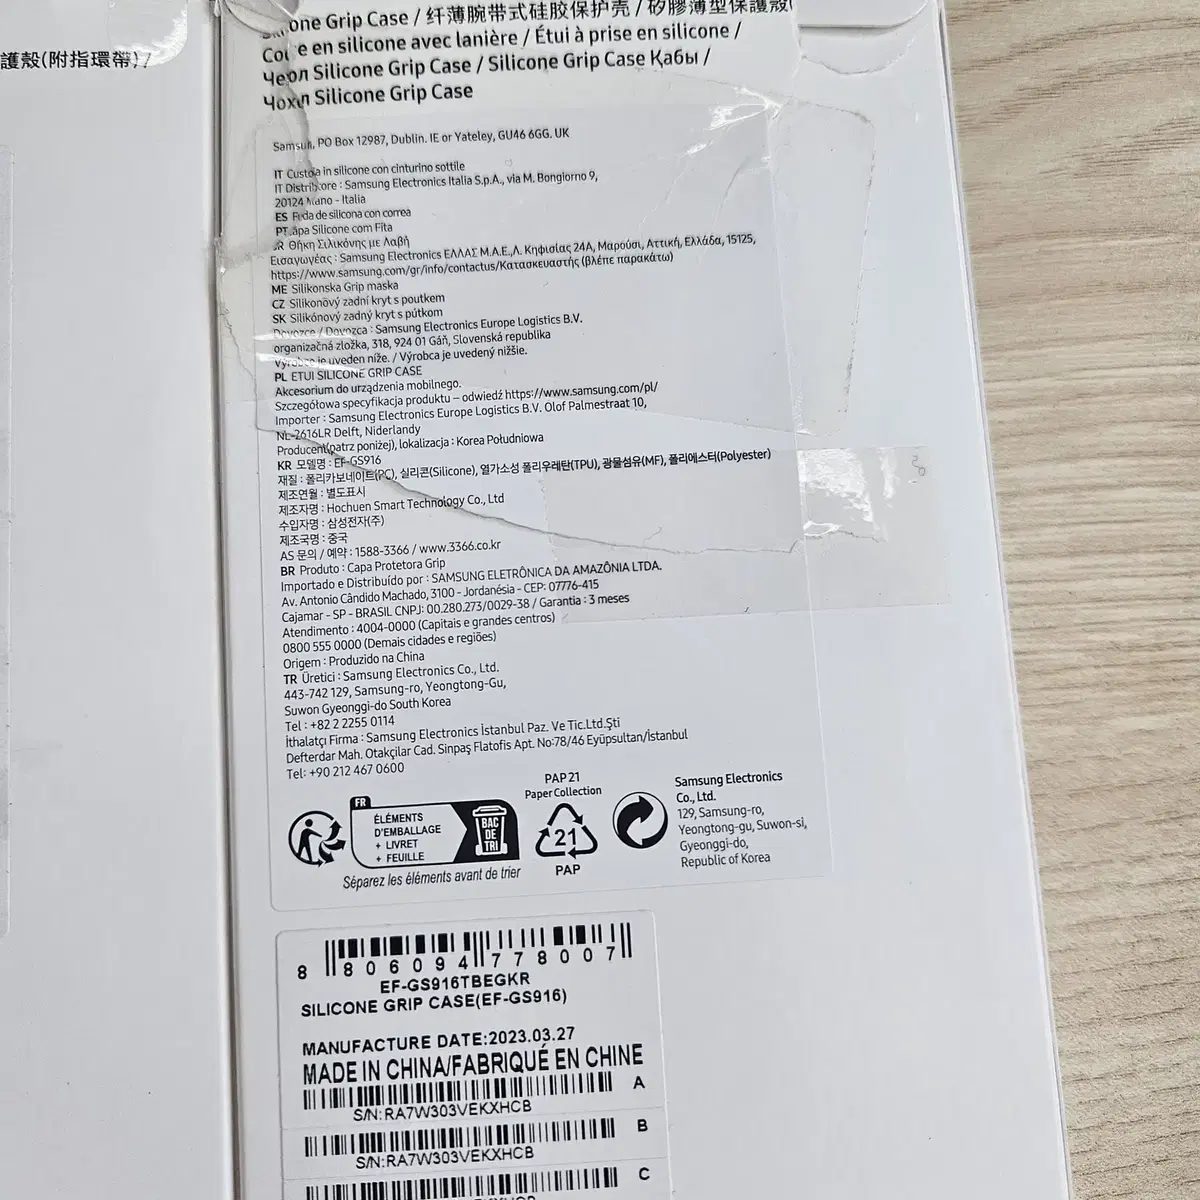 護殼(附指環帶)/
one Grip Case / 纤薄腕带式硅胶保护壳 / 矽膠薄型保護殼(
en silicone avec lanière / Étui à prise en silicone /
Чехол Silicone Grip Case / Silicone Grip Case Қабы /
Чохол Silicone Grip Case
Samsung, PO Box 12987, Dublin. IE or Yateley, GU46 6GG. UK
IT Custodia in silicone con cinturino sottile
IT Distributore : Samsung Electronics Italia S.p.A., via M. Bongiorno 9,
20124 Milano - Italia
ES Funda de silicona con correa
PT Capa Silicone com Fita
GR Θήκη Σιλικόνης με Λαβή
Εισαγωγέας : Samsung Electronics ΕΛΛΑΣ Μ.Α.Ε.,Λ. Κηφισίας 24Α, Μαρούσι, Αττική, Ελλάδα, 15125,
https://www.samsung.com/gr/info/contactus/Κατασκευαστής (βλέπε παρακάτω)
ME Silikonska Grip maska
CZ Silikonový zadní kryt s poutkem
SK Silikónový zadný kryt s pútkom
Dovozce / Dovozca : Samsung Electronics Europe Logistics B.V.
organizačná zložka, 318, 924 01 Gáň, Slovenská republika
Výrobce je uveden níže. / Výrobca je uvedený nižšie.
PL ETUI SILICONE GRIP CASE
Akcesorium do urządzenia mobilnego.
Szczegółowa specyfikacja produktu – odwiedź https://www.samsung.com/pl/
Importer : Samsung Electronics Europe Logistics B.V. Olof Palmestraat 10,
NL-2616LR Delft, Niderlandy
Producent(patrz poniżej), lokalizacja : Korea Południowa
KR 모델명 : EF-GS916
재질 : 폴리카보네이트(PC), 실리콘(Silicone), 열가소성 폴리우레탄(TPU), 광물섬유(MF), 폴리에스터(Polyester)
제조연월 : 별도표시
제조자명 : Hochuen Smart Technology Co., Ltd
수입자명 : 삼성전자(주)
제조국명 : 중국
AS 문의 / 예약 : 1588-3366 / www.3366.co.kr
BR Produto : Capa Protetora Grip
Importado e Distribuído por : SAMSUNG ELETRÔNICA DA AMAZÔNIA LTDA.
Av. Antonio Cândido Machado, 3100 - Jordanésia - CEP: 07776-415
Cajamar - SP - BRASIL CNPJ: 00.280.273/0029-38 / Garantia : 3 meses
Atendimento : 4004-0000 (Capitais e grandes centros)
0800 555 0000 (Demais cidades e regiões)
Origem : Produzido na China
TR Üretici : Samsung Electronics Co., Ltd.
443-742 129, Samsung-ro, Yeongtong-Gu,
Suwon Gyeonggi-do South Korea
Tel : +82 2 2255 0114
İthalatçı Firma : Samsung Electronics İstanbul Paz. Ve Tic.Ltd.Şti
Defterdar Mah. Otakçılar Cad. Sinpaş Flatofis Apt. No:78/46 Eyüpsultan/İstanbul
Tel: +90 212 467 0600
FR
ÉLÉMENTS
D'EMBALLAGE
+ LIVRET
+ FEUILLE
BAC
DE
TRI
Séparez les éléments avant de trier
PAP 21
Paper Collection
21
PAP
Samsung Electronics
Co., Ltd.
129, Samsung-ro,
Yeongtong-gu, Suwon-si,
Gyeonggi-do,
Republic of Korea
8 806094 778007
EF-GS916TBEGKR
SILICONE GRIP CASE(EF-GS916)
MANUFACTURE DATE:2023.03.27
MADE IN CHINA/FABRIQUÉ EN CHINE
A
S/N:RA7W303VEKXHCB
B
S/N:RA7W303VEKXHCB
C